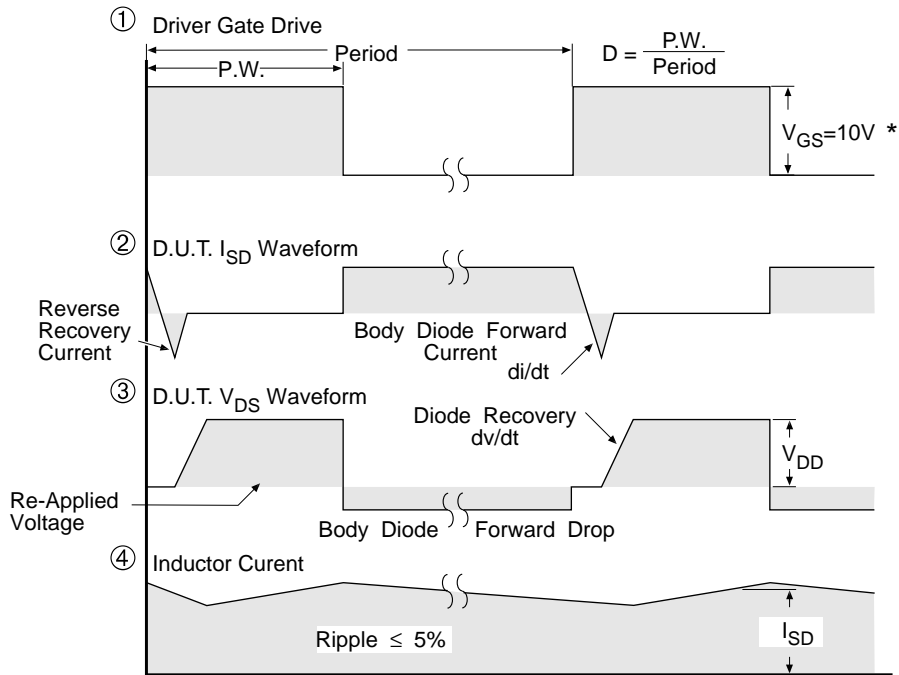 ① Driver Gate Drive
Period
P.W.
D = P.W. / Period
V_GS=10V *
② D.U.T. I_SD Waveform
Reverse
Recovery
Current
Body Diode Forward
Current
di/dt
③ D.U.T. V_DS Waveform
Diode Recovery
dv/dt
V_DD
Re-Applied
Voltage
Body Diode Forward Drop
④ Inductor Curent
Ripple ≤ 5%
I_SD